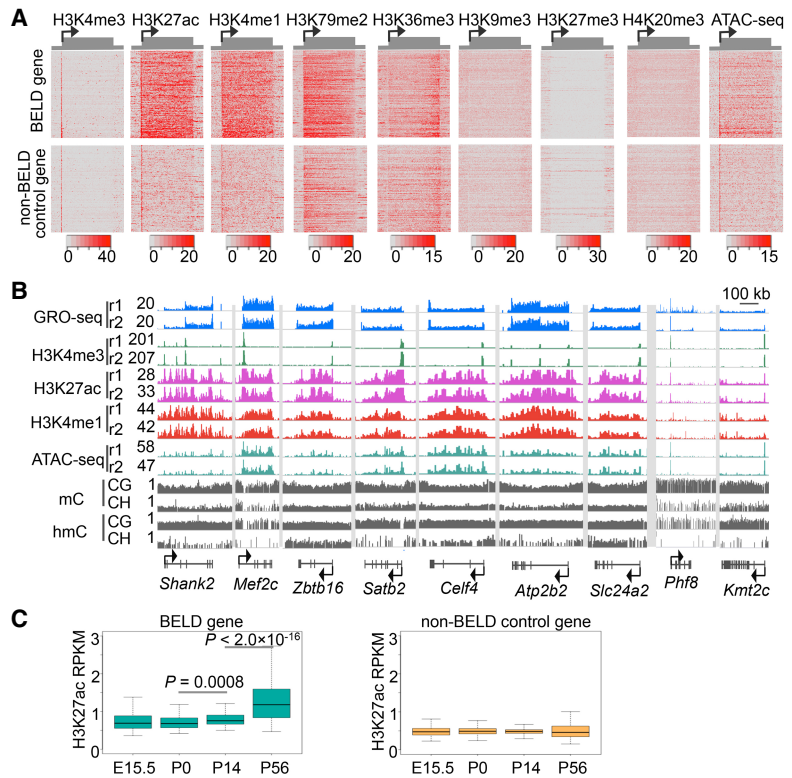 A
H3K4me3 H3K27ac H3K4me1 H3K79me2 H3K36me3 H3K9me3 H3K27me3 H4K20me3 ATAC-seq
BELD gene
non-BELD
control gene
0 40 0 20 0 20 0 20 0 15 0 20 0 30 0 20 0 15
B
100 kb
GRO-seq r1 20
r2 20
H3K4me3 r1 201
r2 207
H3K27ac r1 28
r2 33
H3K4me1 r1 44
r2 42
ATAC-seq r1 58
r2 47
mC CG 1
CH 1
hmC CG 1
CH 1
Shank2 Mef2c Zbtb16 Satb2 Celf4 Atp2b2 Slc24a2 Phf8 Kmt2c
C
BELD gene
H3K27ac RPKM
3
2
1
0
P < 2.0×10-16
P = 0.0008
E15.5 P0 P14 P56
non-BELD control gene
H3K27ac RPKM
3
2
1
0
E15.5 P0 P14 P56